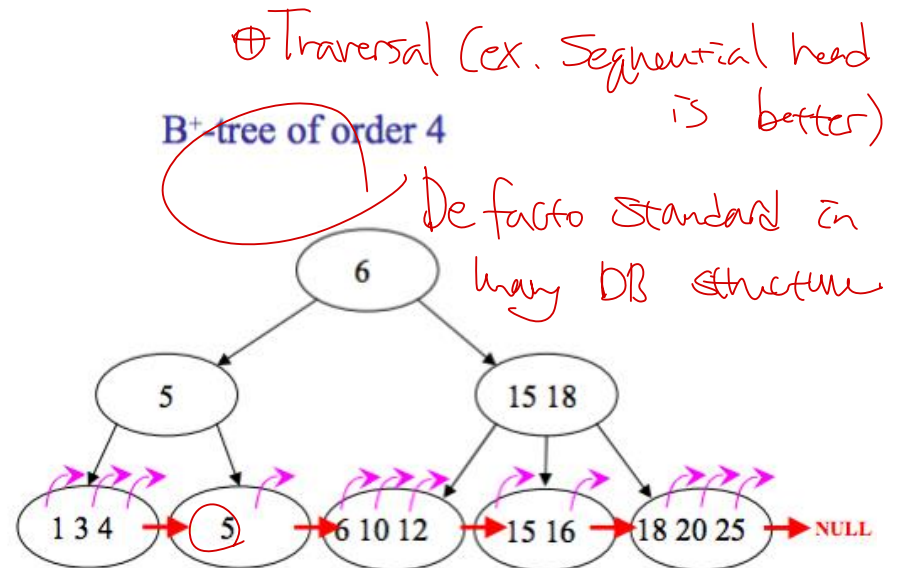 ⊕ Traversal (ex. Sequential read
is better)
B+-tree of order 4
De facto standard in
many DB structure
6
5
15 18
1 3 4
5
6 10 12
15 16
18 20 25
NULL